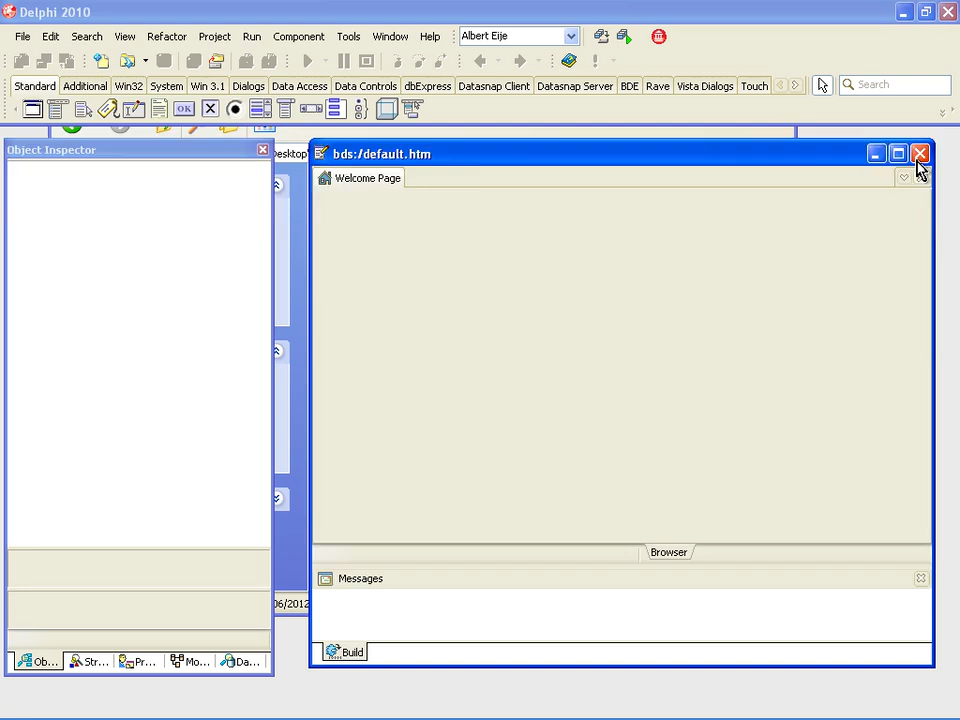 Delphi 2010
File Edit Search View Refactor Project Run Component Tools Window Help Albert Eije
Standard Additional Win32 System Win 3.1 Dialogs Data Access Data Controls dbExpress Datasnap Client Datasnap Server BDE Rave Vista Dialogs Touch Search
OK
Object Inspector
esktop
bds:/default.htm
Welcome Page
Browser
Messages
06/2012
Build
Ob... Str... Pr... Mo... Da...